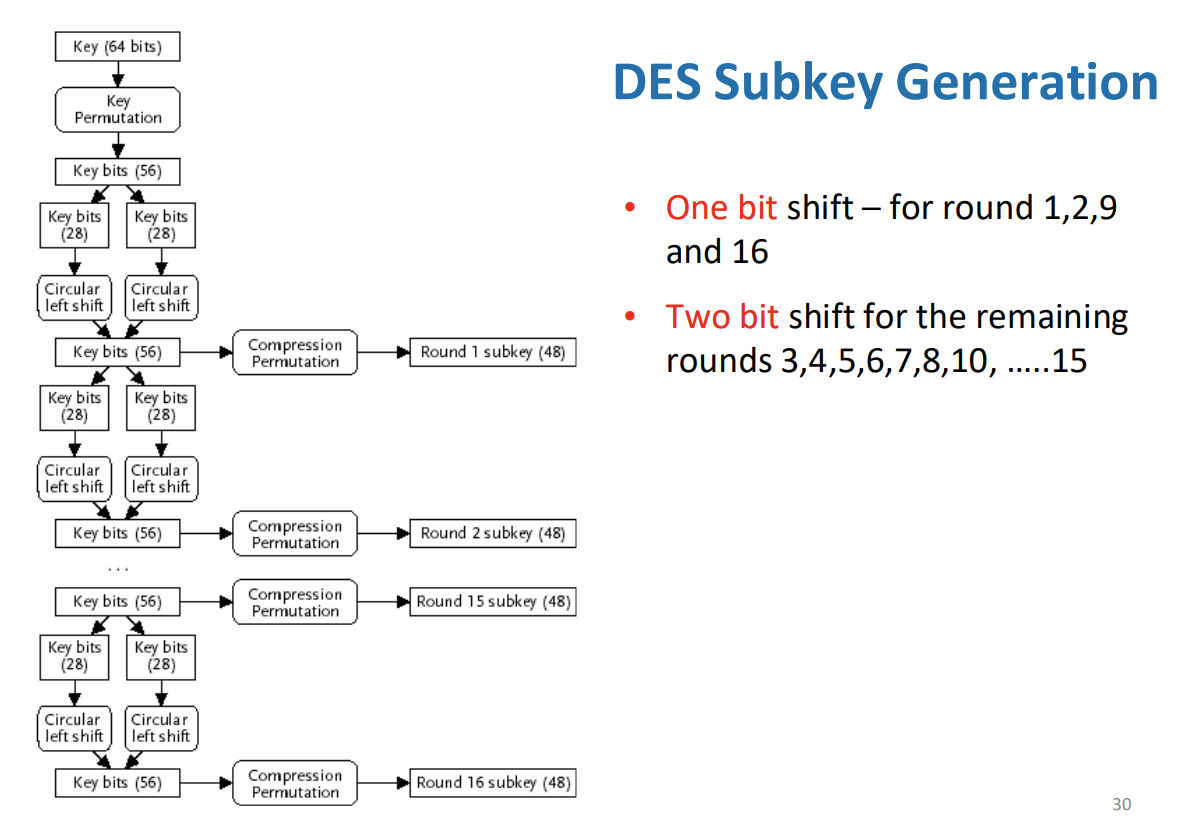 DES Subkey Generation
• One bit shift – for round 1,2,9
and 16
• Two bit shift for the remaining
rounds 3,4,5,6,7,8,10, …..15
Key (64 bits)
Key
Permutation
Key bits (56)
Key bits
(28)
Key bits
(28)
Circular
left shift
Circular
left shift
Key bits (56)
Compression
Permutation
Round 1 subkey (48)
Key bits
(28)
Key bits
(28)
Circular
left shift
Circular
left shift
Key bits (56)
Compression
Permutation
Round 2 subkey (48)
...
Key bits (56)
Compression
Permutation
Round 15 subkey (48)
Key bits
(28)
Key bits
(28)
Circular
left shift
Circular
left shift
Key bits (56)
Compression
Permutation
Round 16 subkey (48)
30